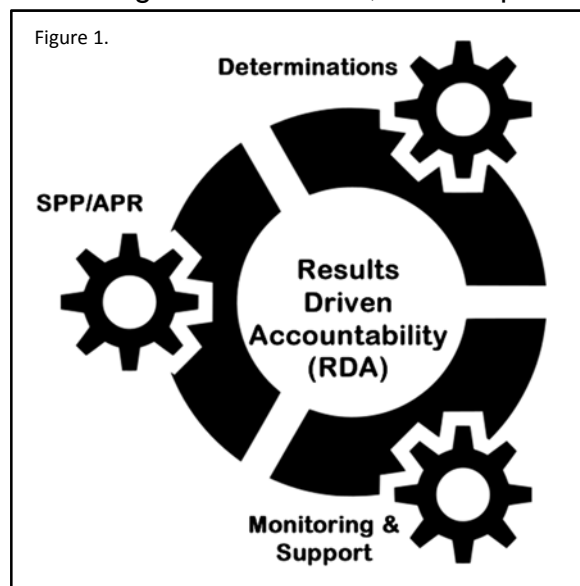 Figure 1.
Determinations
SPP/APR
Results
Driven
Accountability
(RDA)
Monitoring &
Support